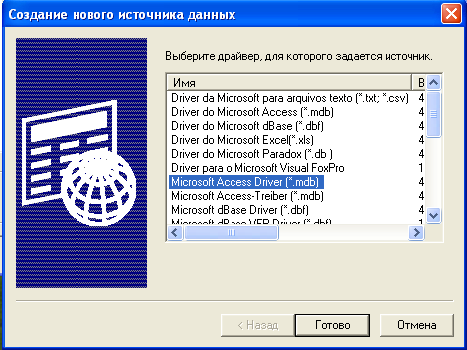 Создание нового источника данных
Выберите драйвер, для которого задается источник.
Имя В
Driver da Microsoft para arquivos texto (*.txt; *.csv) 4
Driver do Microsoft Access (*.mdb) 4
Driver do Microsoft dBase (*.dbf) 4
Driver do Microsoft Excel(*.xls) 4
Driver do Microsoft Paradox (*.db ) 4
Driver para o Microsoft Visual FoxPro 1
Microsoft Access Driver (*.mdb) 4
Microsoft Access-Treiber (*.mdb) 4
Microsoft dBase Driver (*.dbf) 4
Microsoft dBase VFP Driver (*.dbf) 1
< Назад Готово Отмена